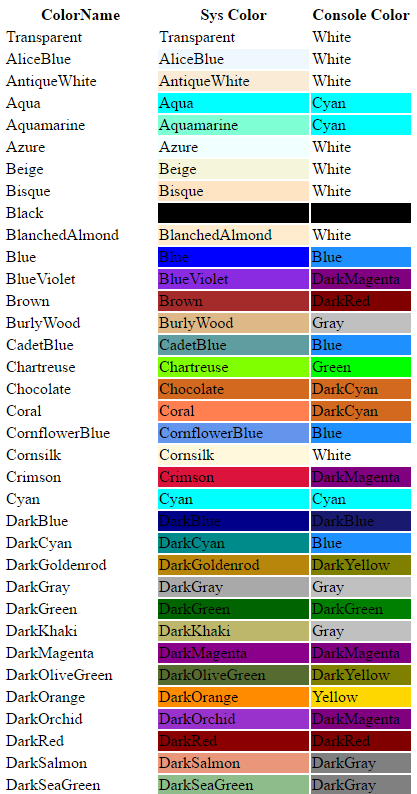 ColorName Sys Color Console Color
Transparent Transparent White
AliceBlue AliceBlue White
AntiqueWhite AntiqueWhite White
Aqua Aqua Cyan
Aquamarine Aquamarine Cyan
Azure Azure White
Beige Beige White
Bisque Bisque White
Black
BlanchedAlmond BlanchedAlmond White
Blue Blue Blue
BlueViolet BlueViolet DarkMagenta
Brown Brown DarkRed
BurlyWood BurlyWood Gray
CadetBlue CadetBlue Blue
Chartreuse Chartreuse Green
Chocolate Chocolate DarkCyan
Coral Coral DarkCyan
CornflowerBlue CornflowerBlue Blue
Cornsilk Cornsilk White
Crimson Crimson DarkMagenta
Cyan Cyan Cyan
DarkBlue DarkBlue DarkBlue
DarkCyan DarkCyan Blue
DarkGoldenrod DarkGoldenrod DarkYellow
DarkGray DarkGray Gray
DarkGreen DarkGreen DarkGreen
DarkKhaki DarkKhaki Gray
DarkMagenta DarkMagenta DarkMagenta
DarkOliveGreen DarkOliveGreen DarkYellow
DarkOrange DarkOrange Yellow
DarkOrchid DarkOrchid DarkMagenta
DarkRed DarkRed DarkRed
DarkSalmon DarkSalmon DarkGray
DarkSeaGreen DarkSeaGreen DarkGray